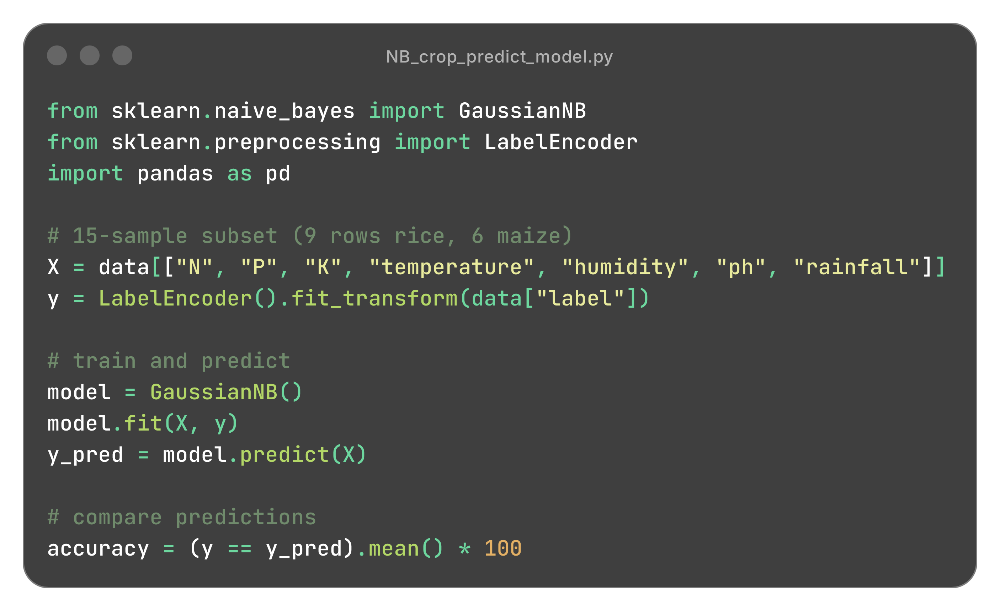 NB_crop_predict_model.py
from sklearn.naive_bayes import GaussianNB
from sklearn.preprocessing import LabelEncoder
import pandas as pd
# 15-sample subset (9 rows rice, 6 maize)
X = data[["N", "P", "K", "temperature", "humidity", "ph", "rainfall"]]
y = LabelEncoder().fit_transform(data["label"])
# train and predict
model = GaussianNB()
model.fit(X, y)
y_pred = model.predict(X)
# compare predictions
accuracy = (y == y_pred).mean() * 100